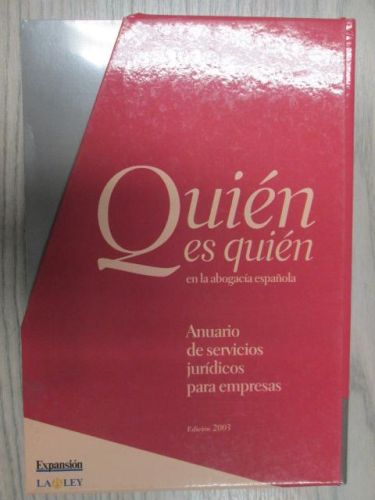 Quién
es quién
en la abogacía española
Anuario
de servicios
jurídicos
para empresas
Edición 2003
Expansión
LA LEY